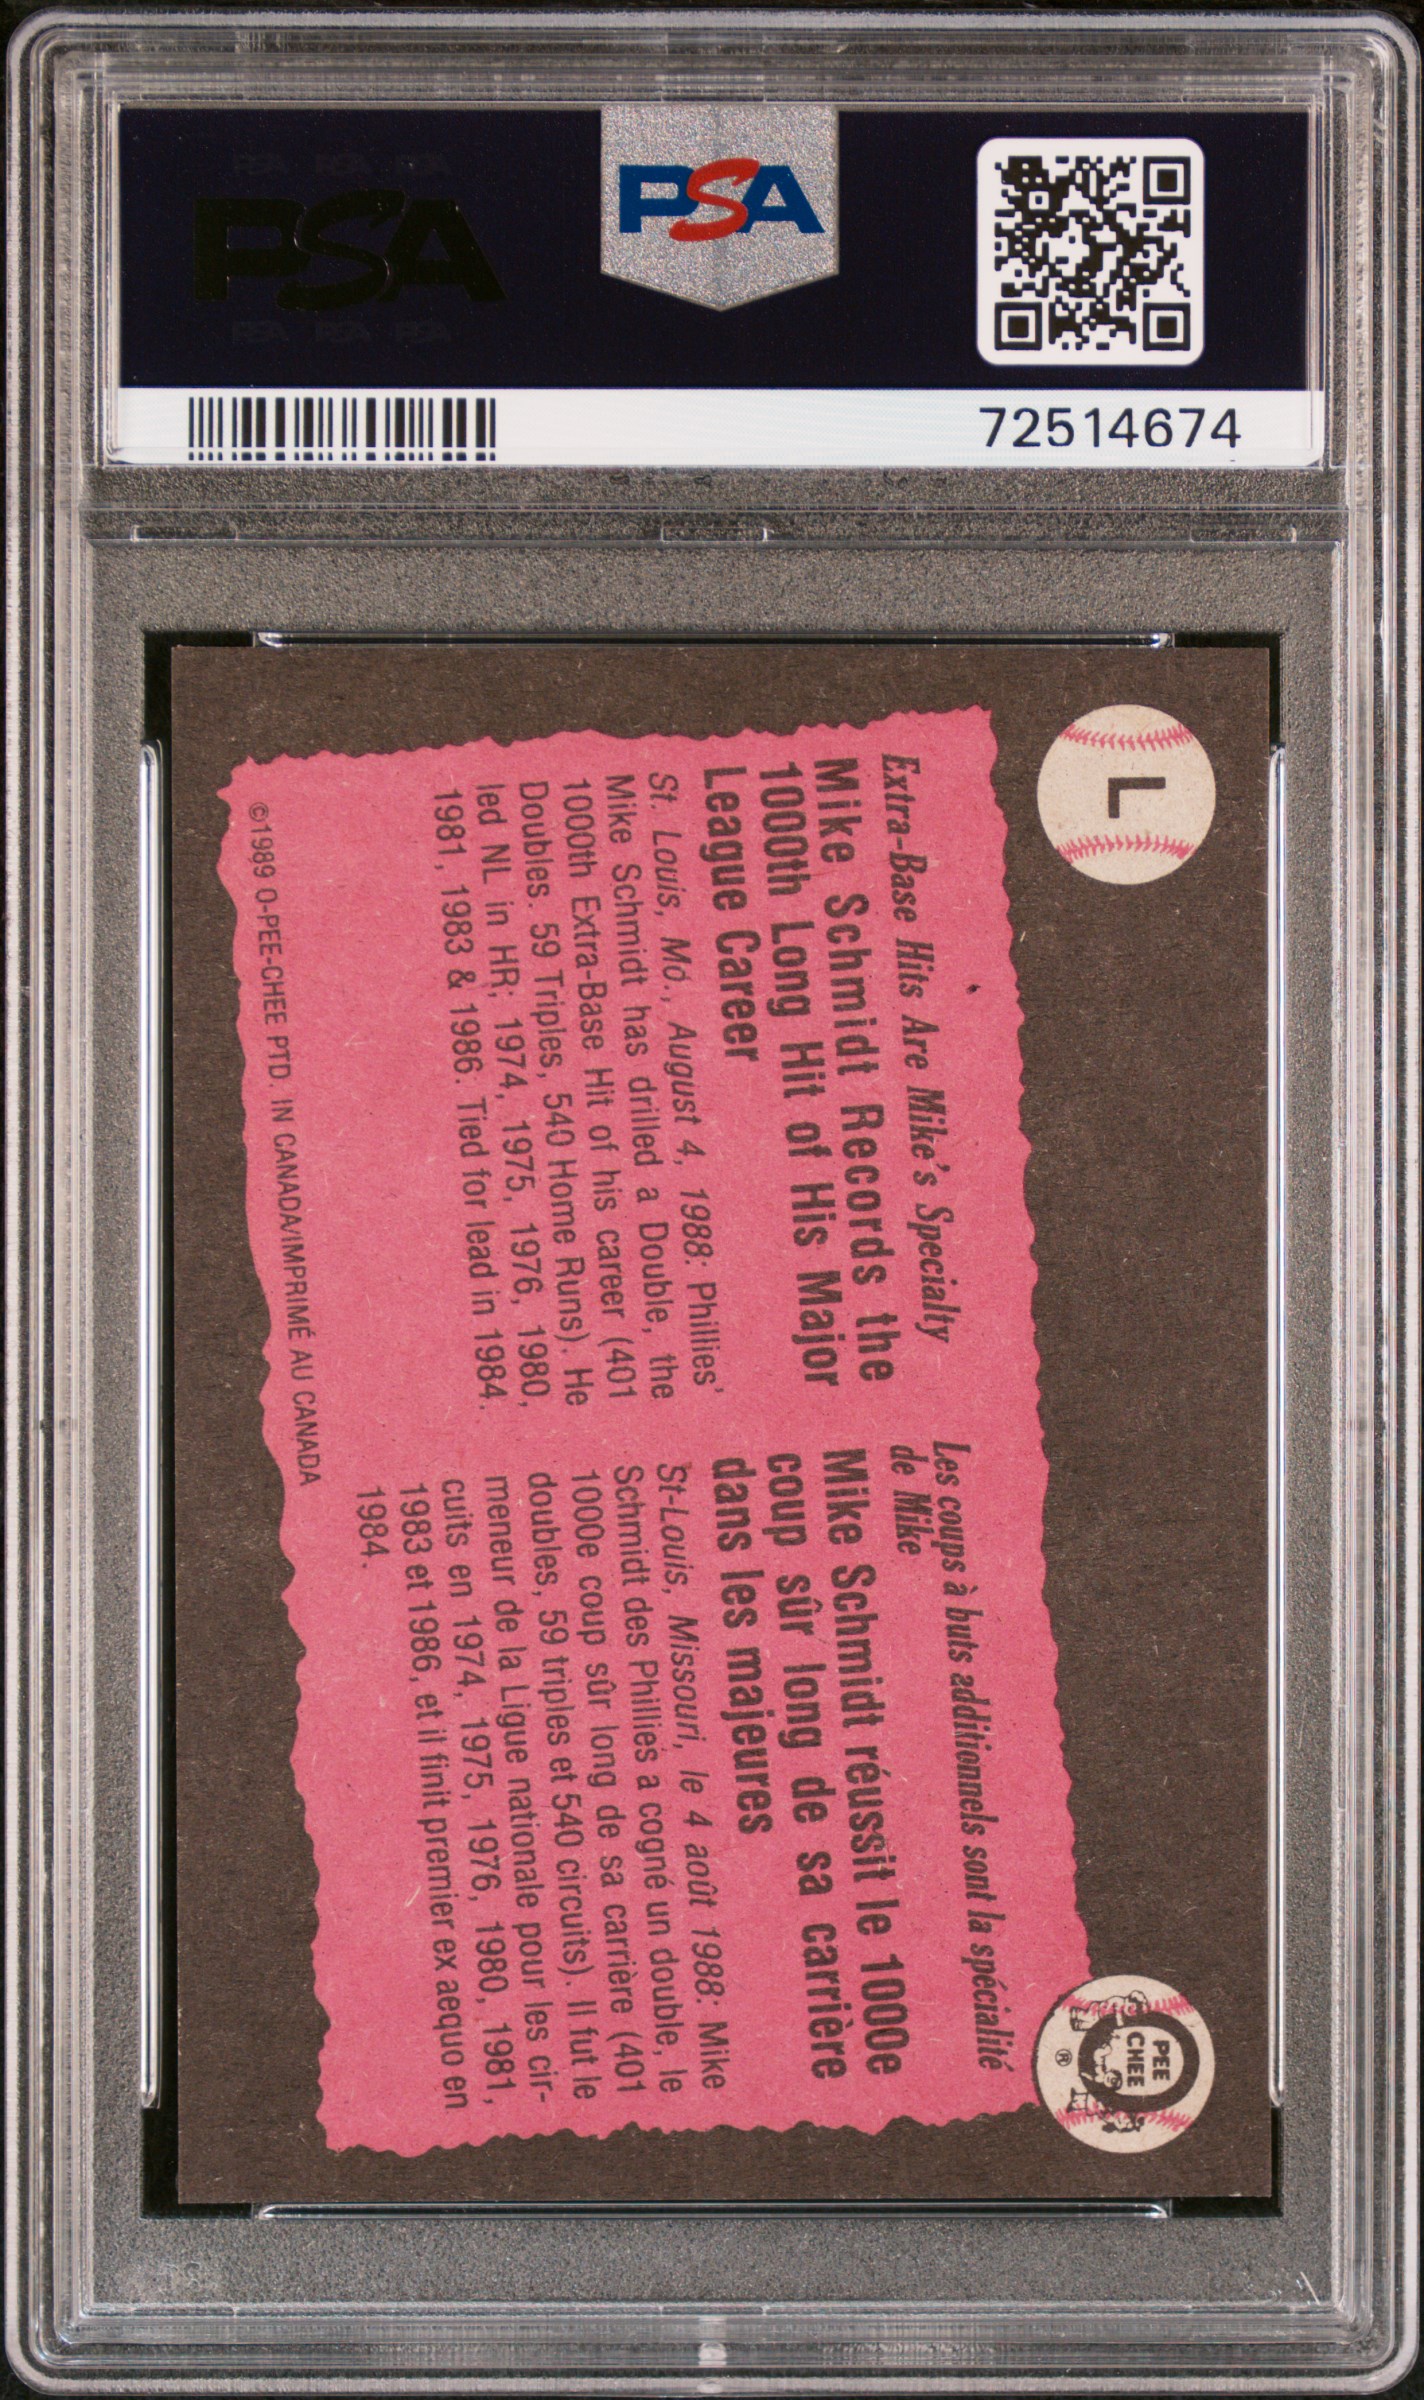 PSA
PSA
72514674
L
Extra-Base Hits Are Mike's Specialty
Mike Schmidt Records the
1000th Long Hit of His Major
League Career
St. Louis, Mo., August 4, 1988: Phillies'
Mike Schmidt has drilled a Double, the
1000th Extra-Base Hit of his career (401
Doubles. 59 Triples, 540 Home Runs). He
led NL in HR; 1974, 1975, 1976, 1980,
1981, 1983 & 1986. Tied for lead in 1984.
Les coups à buts additionnels sont la spécialité
de Mike
Mike Schmidt réussit le 1000e
coup sûr long de sa carrière
dans les majeures
St-Louis, Missouri, le 4 août 1988: Mike
Schmidt des Phillies a cogné un double, le
1000e coup sûr long de sa carrière (401
doubles, 59 triples et 540 circuits). Il fut le
meneur de la Ligue nationale pour les cir-
cuits en 1974, 1975, 1976, 1980, 1981,
1983 et 1986, et il finit premier ex aequo en
1984.
©1989 O-PEE-CHEE PTD. IN CANADA/IMPRIMÉ AU CANADA
O
PEE
CHEE
®